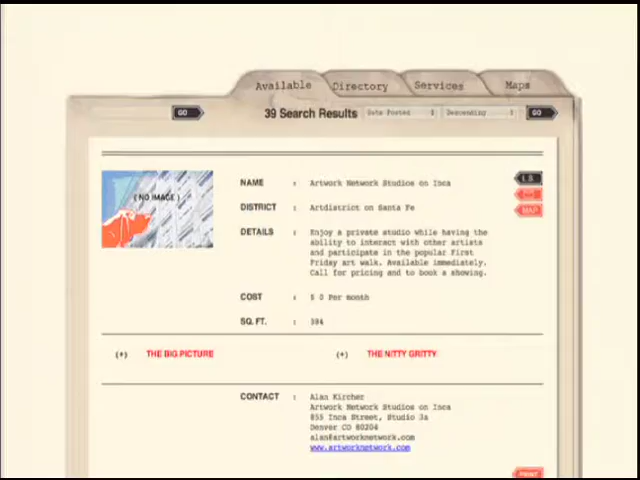 Available Directory Services Maps
GO 39 Search Results Date Posted Descending GO
( NO IMAGE )
NAME : Artwork Network Studios on Inca
DISTRICT : Artdistrict on Santa Fe
DETAILS : Enjoy a private studio while having the
ability to interact with other artists
and participate in the popular First
Friday art walk. Available immediately.
Call for pricing and to book a showing.
MAP
COST : $ 0 Per month
SQ. FT. : 384
(+) THE BIG PICTURE (+) THE NITTY GRITTY
CONTACT : Alan Kircher
Artwork Network Studios on Inca
855 Inca Street, Studio 3a
Denver CO 80204
alan@artworknetwork.com
www.artworknetwork.com
PRINT